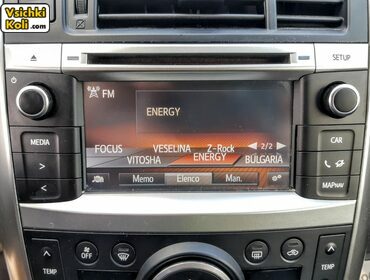 Vsichki
Koli.com
SETUP
FM
ENERGY
FOCUS VESELINA Z-Rock 2/2
VITOSHA ENERGY BULGARIA
Memo Elenco Man.
MEDIA
CAR
MAPNAV
TEMP
OFF
TEMP